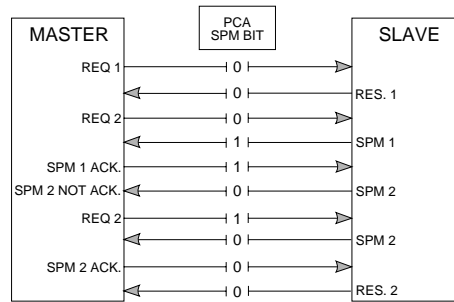 PCA
SPM BIT
MASTER
SLAVE
REQ 1
0
0
RES. 1
REQ 2
0
1
SPM 1
SPM 1 ACK.
1
SPM 2 NOT ACK.
0
SPM 2
REQ 2
1
0
SPM 2
SPM 2 ACK.
0
0
RES. 2